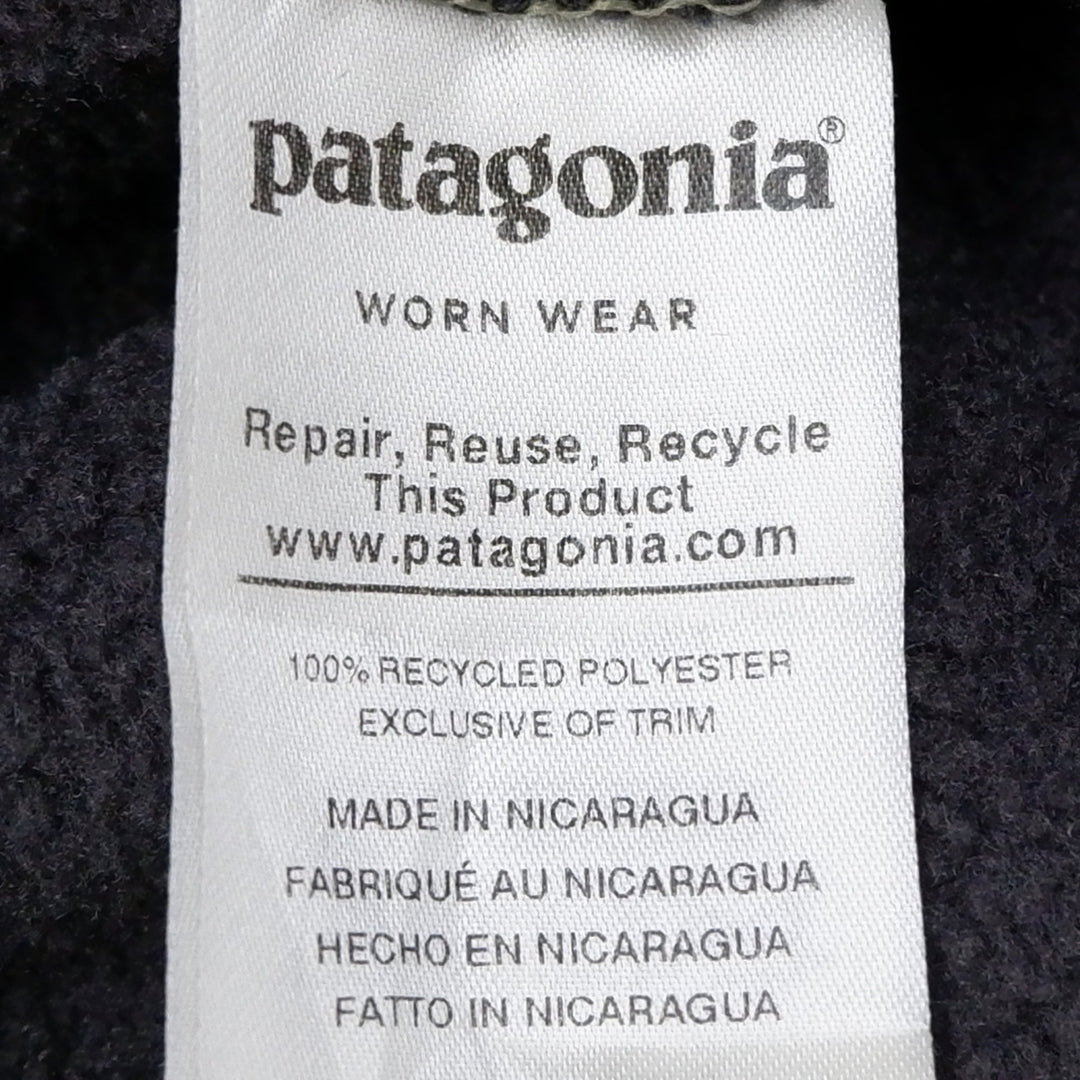 patagonia®
WORN WEAR
Repair, Reuse, Recycle
This Product
www.patagonia.com
100% RECYCLED POLYESTER
EXCLUSIVE OF TRIM
MADE IN NICARAGUA
FABRIQUÉ AU NICARAGUA
HECHO EN NICARAGUA
FATTO IN NICARAGUA